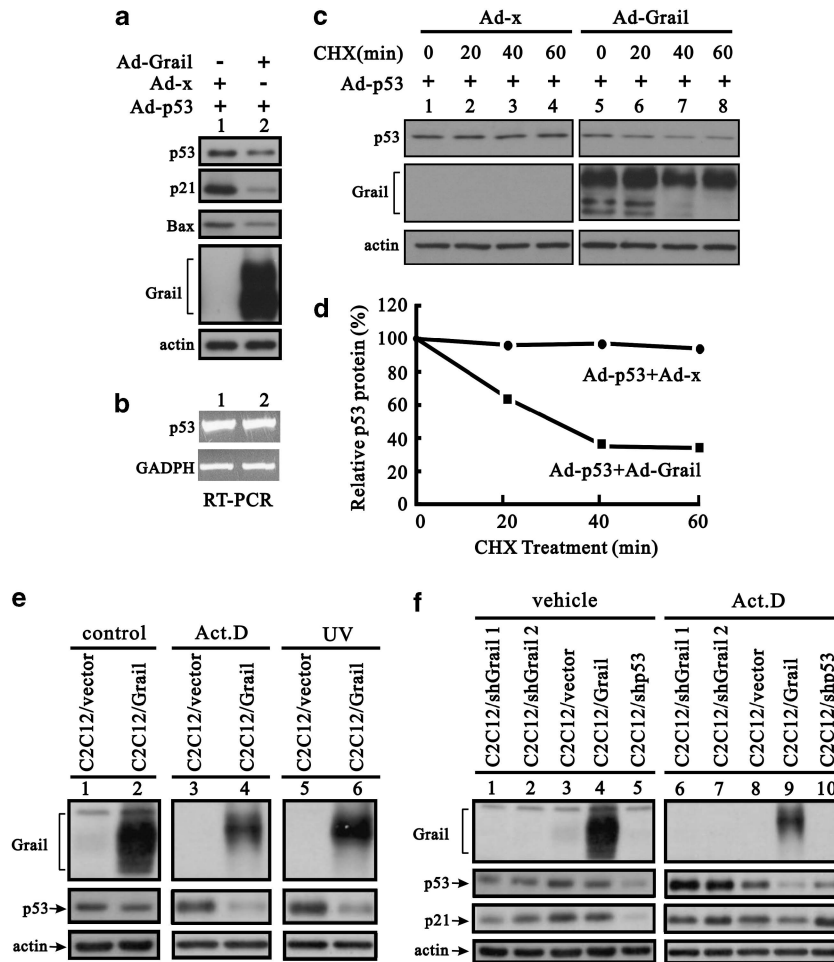 a
Ad-Grail - +
Ad-x + -
Ad-p53 + +
1 2
p53
p21
Bax
Grail
actin
b
1 2
p53
GADPH
RT-PCR
c
Ad-x Ad-Grail
CHX(min) 0 20 40 60 0 20 40 60
Ad-p53 + + + + + + + +
1 2 3 4 5 6 7 8
p53
Grail
actin
d
Relative p53 protein (%)
120
100
80
60
40
20
0
Ad-p53+Ad-x
Ad-p53+Ad-Grail
0 20 40 60
CHX Treatment (min)
e
control Act.D UV
C2C12/vector C2C12/Grail C2C12/vector C2C12/Grail C2C12/vector C2C12/Grail
1 2 3 4 5 6
Grail
p53
actin
f
vehicle Act.D
C2C12/shGrail 1 C2C12/shGrail 2 C2C12/vector C2C12/Grail C2C12/shp53 C2C12/shGrail 1 C2C12/shGrail 2 C2C12/vector C2C12/Grail C2C12/shp53
1 2 3 4 5 6 7 8 9 10
Grail
p53
p21
actin